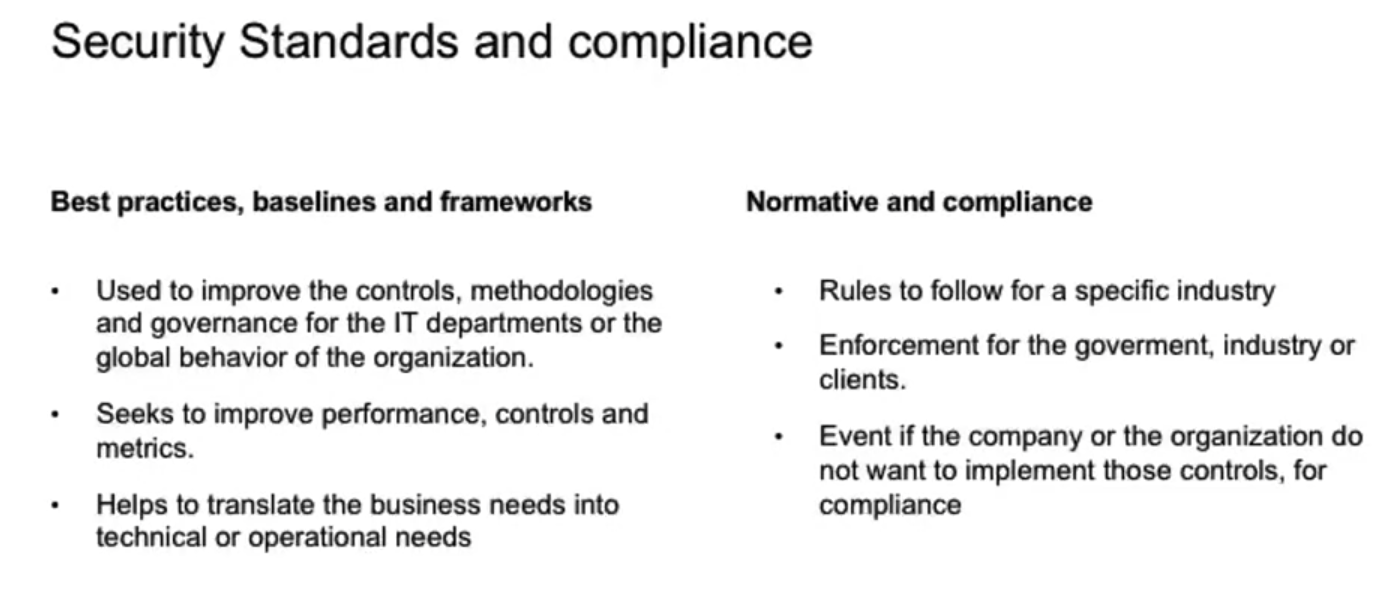 Security Standards and compliance
Best practices, baselines and frameworks
• Used to improve the controls, methodologies
and governance for the IT departments or the
global behavior of the organization.
• Seeks to improve performance, controls and
metrics.
• Helps to translate the business needs into
technical or operational needs
Normative and compliance
• Rules to follow for a specific industry
• Enforcement for the goverment, industry or
clients.
• Event if the company or the organization do
not want to implement those controls, for
compliance